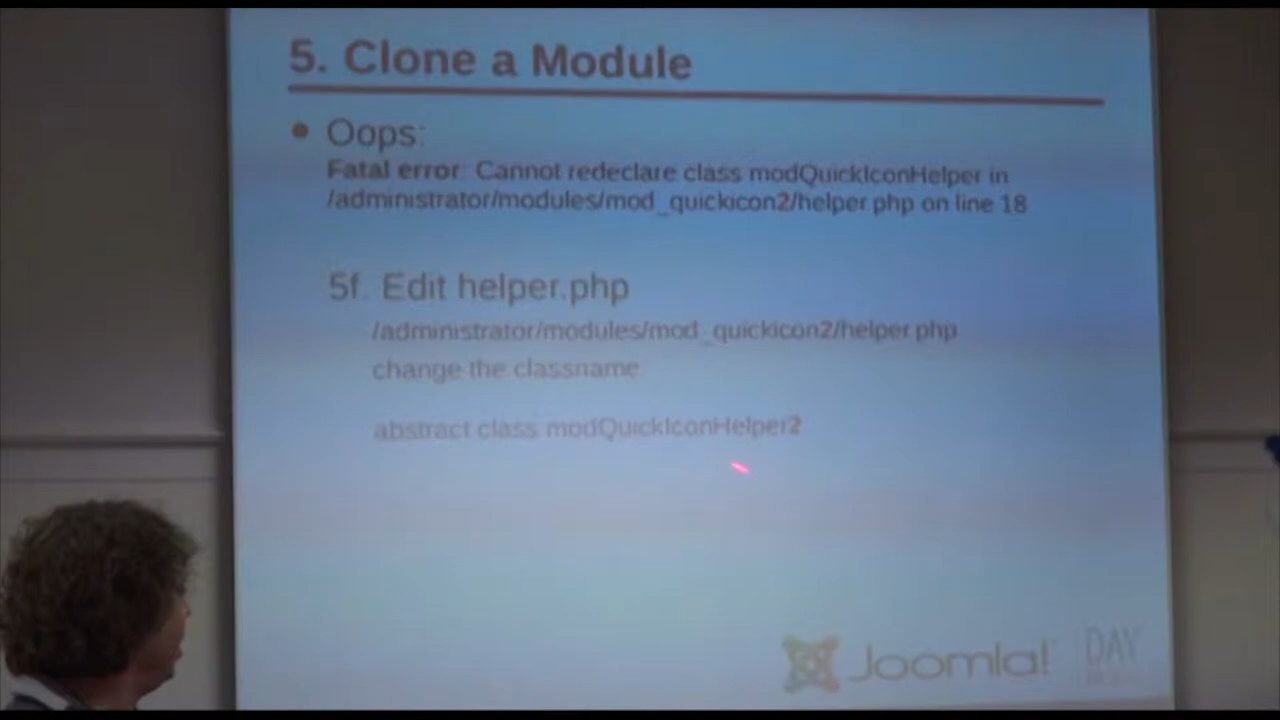 5. Clone a Module
Oops:
Fatal error: Cannot redeclare class modQuickIconHelper in
/administrator/modules/mod_quickicon2/helper.php on line 18
5f. Edit helper.php
/administrator/modules/mod_quickicon2/helper.php
change the classname
abstract class modQuickIconHelper2
Joomla!
DAY